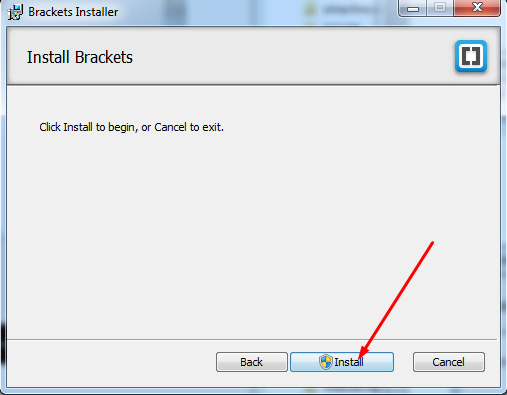 Brackets Installer
Install Brackets
Click Install to begin, or Cancel to exit.
Back
Install
Cancel